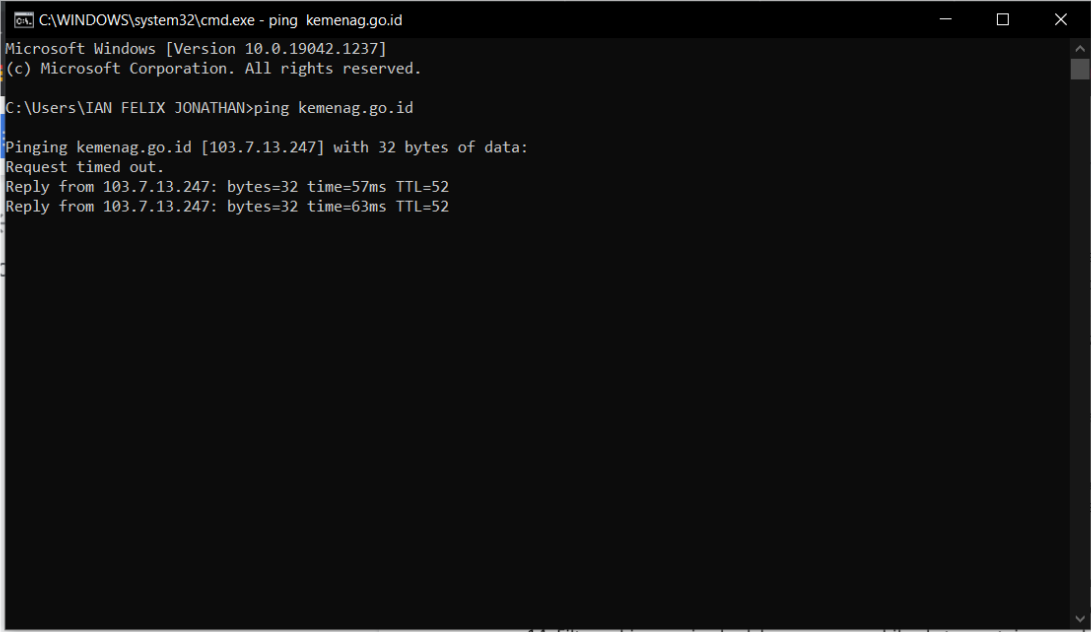 C:\WINDOWS\system32\cmd.exe - ping  kemenag.go.id
Microsoft Windows [Version 10.0.19042.1237]
(c) Microsoft Corporation. All rights reserved.
C:\Users\IAN FELIX JONATHAN>ping kemenag.go.id
Pinging kemenag.go.id [103.7.13.247] with 32 bytes of data:
Request timed out.
Reply from 103.7.13.247: bytes=32 time=57ms TTL=52
Reply from 103.7.13.247: bytes=32 time=63ms TTL=52